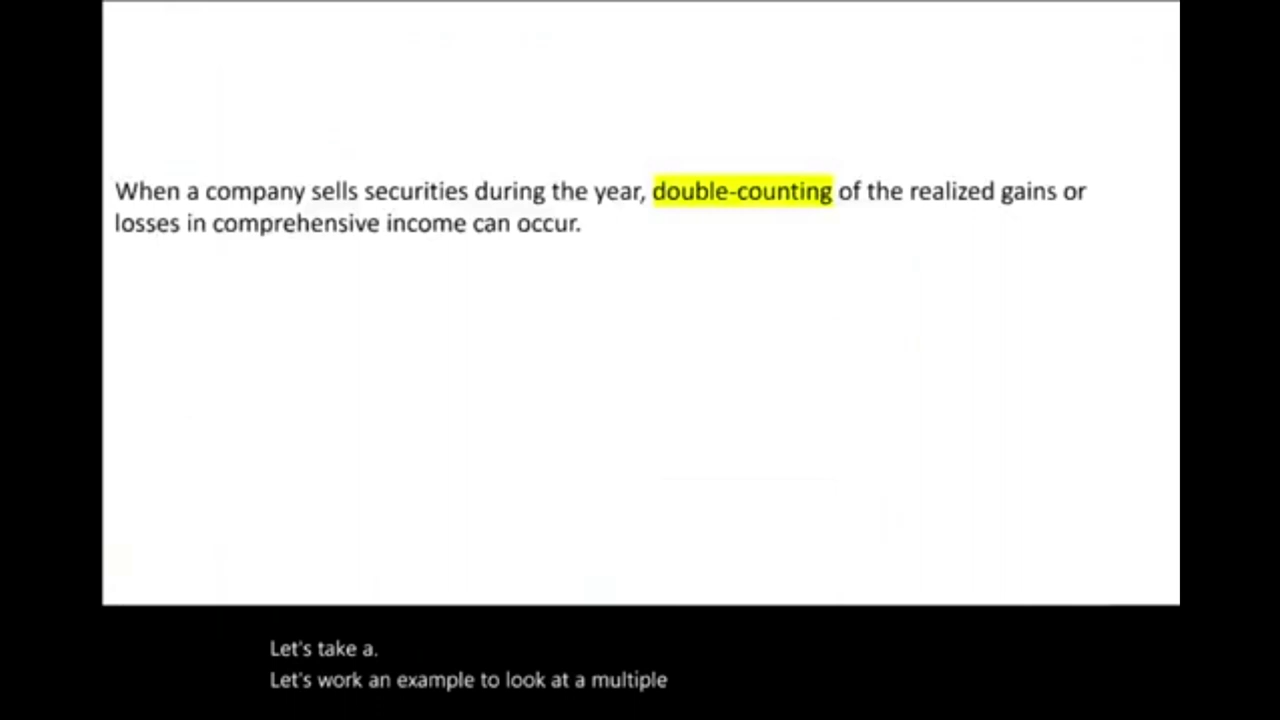 When a company sells securities during the year, double-counting of the realized gains or
losses in comprehensive income can occur.
Let's take a.
Let's work an example to look at a multiple